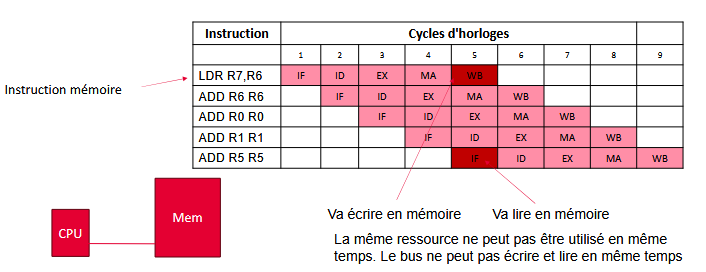 Instruction Cycles d'horloges
1 2 3 4 5 6 7 8 9
LDR R7,R6 IF ID EX MA WB
Instruction mémoire
ADD R6 R6 IF ID EX MA WB
ADD R0 R0 IF ID EX MA WB
ADD R1 R1 IF ID EX MA WB
ADD R5 R5 IF ID EX MA WB
Va écrire en mémoire Va lire en mémoire
Mem
CPU
La même ressource ne peut pas être utilisé en même
temps. Le bus ne peut pas écrire et lire en même temps